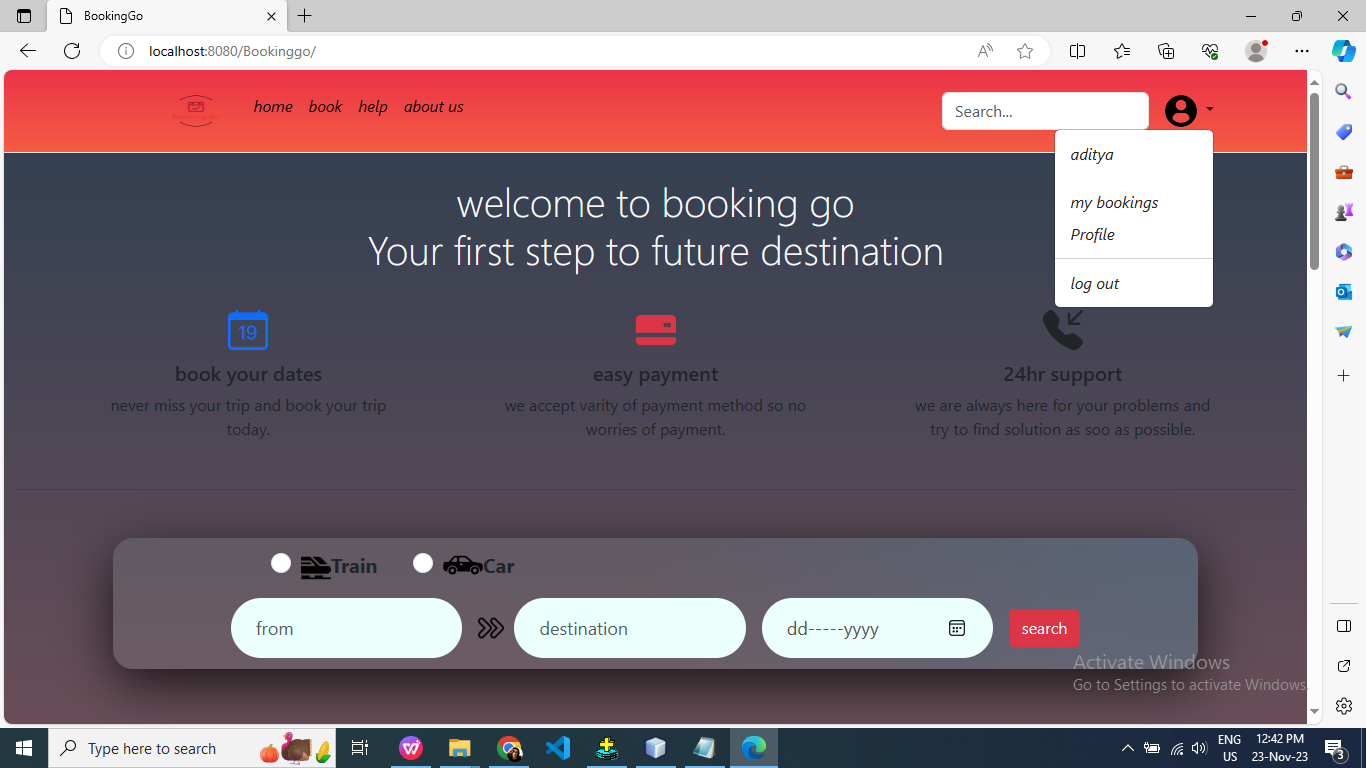 BookingGo
localhost:8080/Bookinggo/
home book help about us
Search...
aditya
my bookings
Profile
log out
welcome to booking go
Your first step to future destination
19
book your dates
never miss your trip and book your trip
today.
easy payment
we accept varity of payment method so no
worries of payment.
24hr support
we are always here for your problems and
try to find solution as soo as possible.
Train Car
from
destination
dd-----yyyy
search
Activate Windows
Go to Settings to activate Windows.
Type here to search
ENG
US
12:42 PM
23-Nov-23
3